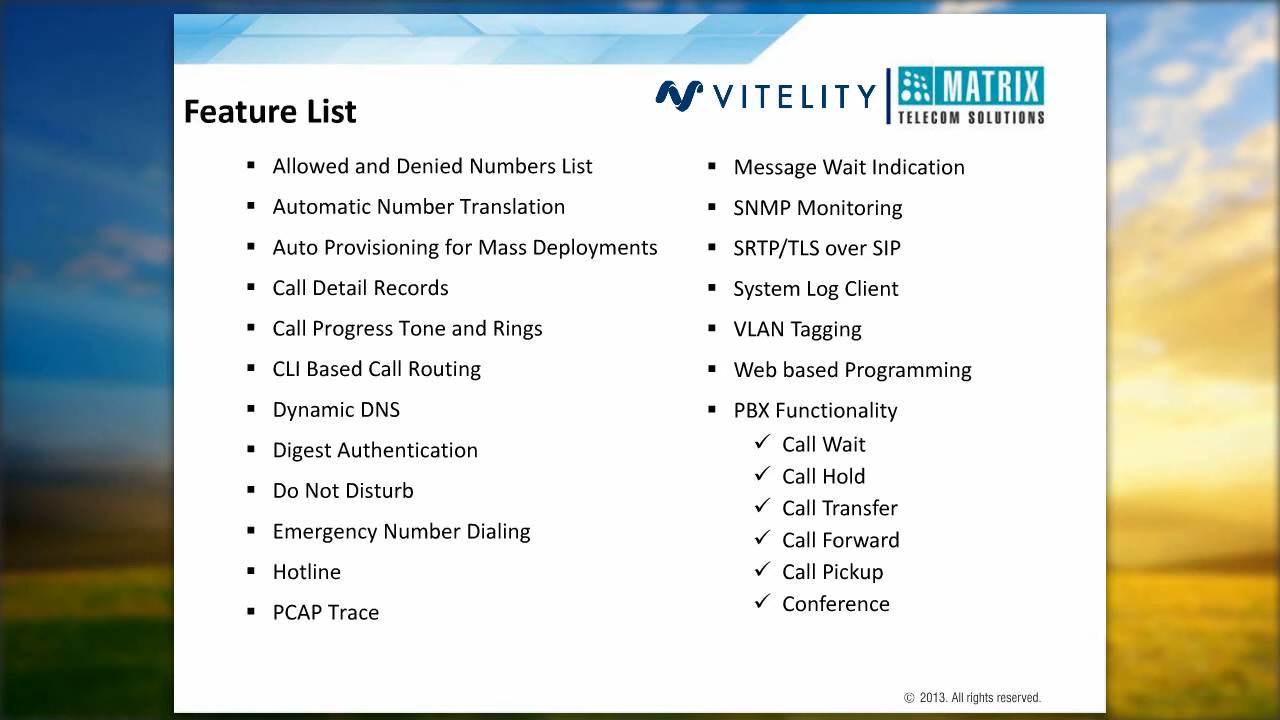 VITELITY
MATRIX
TELECOM SOLUTIONS
Feature List
▪ Allowed and Denied Numbers List
▪ Automatic Number Translation
▪ Auto Provisioning for Mass Deployments
▪ Call Detail Records
▪ Call Progress Tone and Rings
▪ CLI Based Call Routing
▪ Dynamic DNS
▪ Digest Authentication
▪ Do Not Disturb
▪ Emergency Number Dialing
▪ Hotline
▪ PCAP Trace
▪ Message Wait Indication
▪ SNMP Monitoring
▪ SRTP/TLS over SIP
▪ System Log Client
▪ VLAN Tagging
▪ Web based Programming
▪ PBX Functionality
✓ Call Wait
✓ Call Hold
✓ Call Transfer
✓ Call Forward
✓ Call Pickup
✓ Conference
© 2013. All rights reserved.